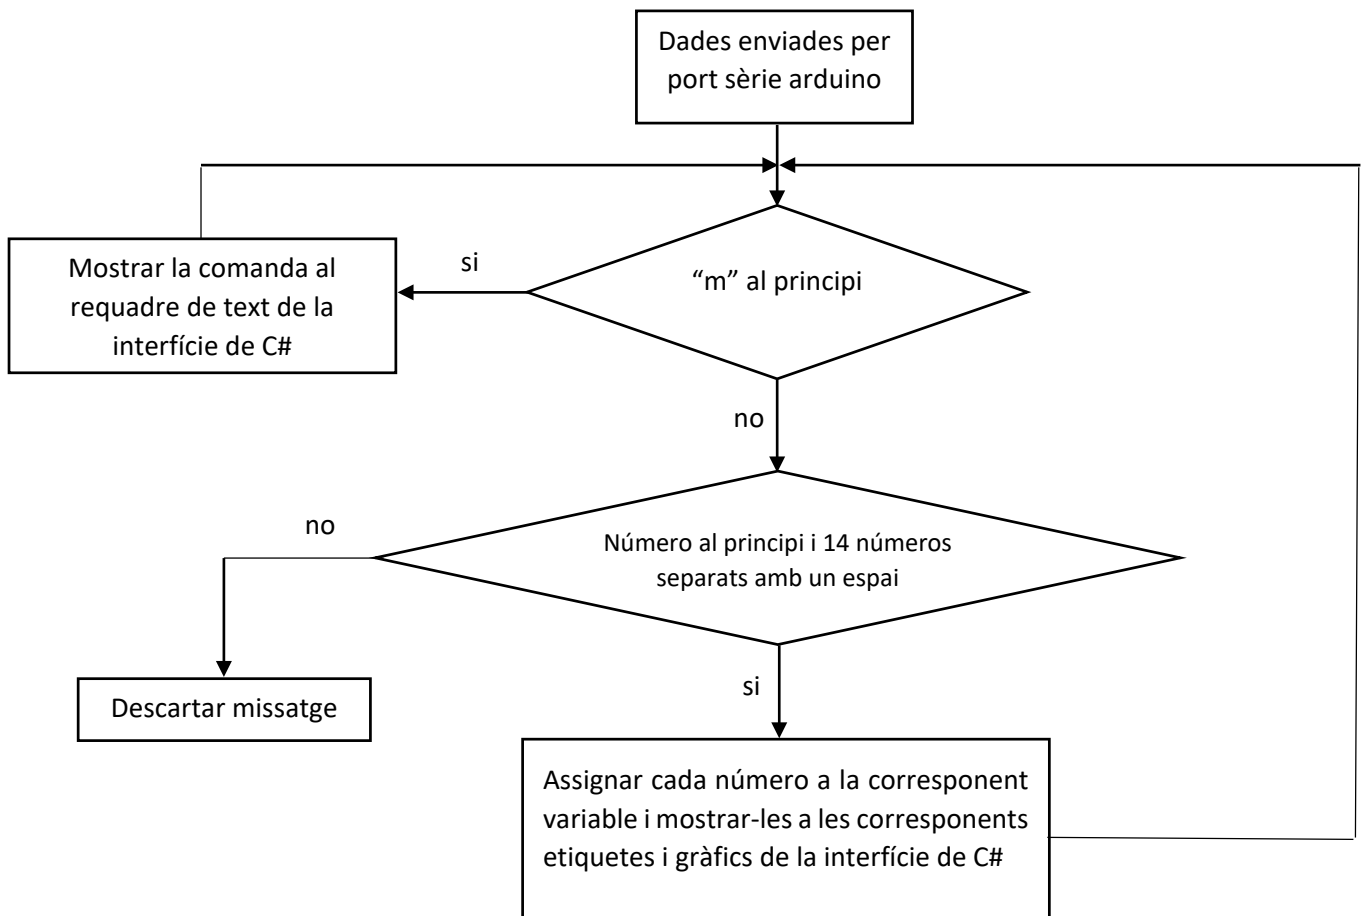 Dades enviades per
port sèrie arduino
si
“m” al principi
Mostrar la comanda al
requadre de text de la
interfície de C#
no
no
Número al principi i 14 números
separats amb un espai
si
Descartar missatge
Assignar cada número a la corresponent
variable i mostrar-les a les corresponents
etiquetes i gràfics de la interfície de C#